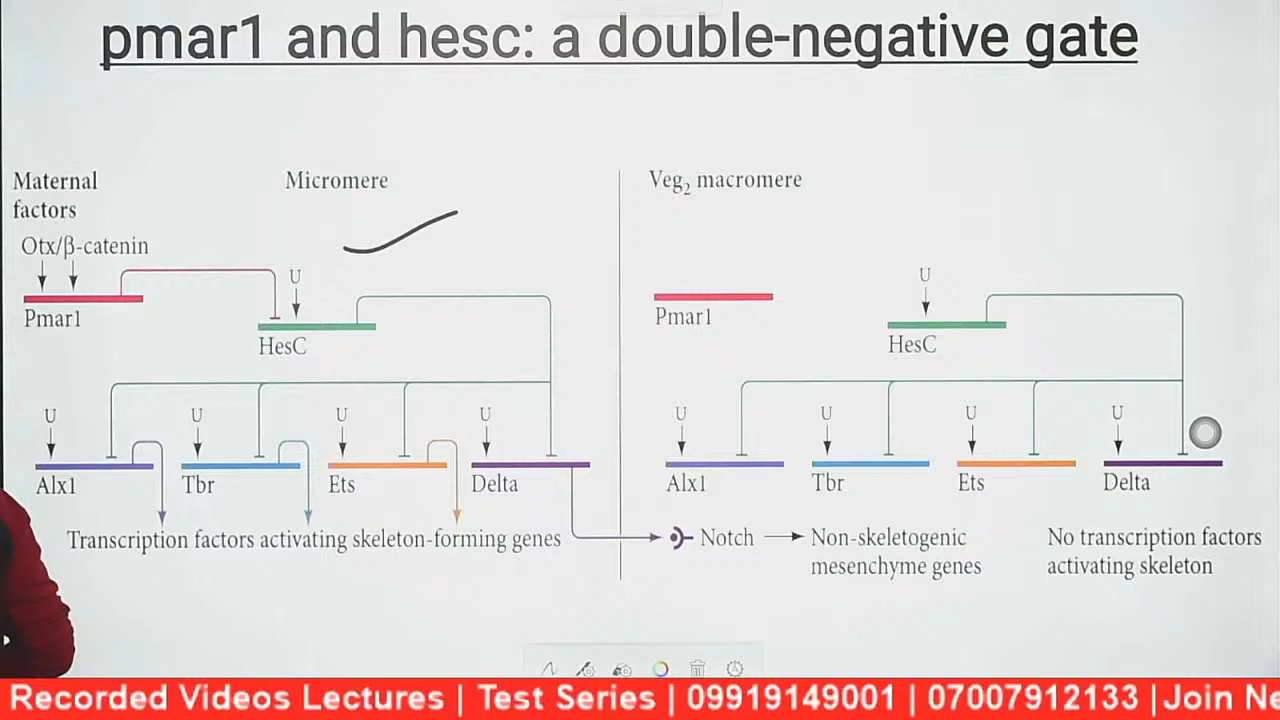 pmar1 and hesc: a double-negative gate
Maternal
factors
Micromere
Otx/β-catenin
U
Pmar1
HesC
U
U
U
U
Alx1
Tbr
Ets
Delta
Transcription factors activating skeleton-forming genes
Veg₂ macromere
U
Pmar1
HesC
U
U
U
U
Alx1
Tbr
Ets
Delta
Notch
Non-skeletogenic
mesenchyme genes
No transcription factors
activating skeleton
Recorded Videos Lectures | Test Series | 09919149001 | 07007912133 | Join Ne